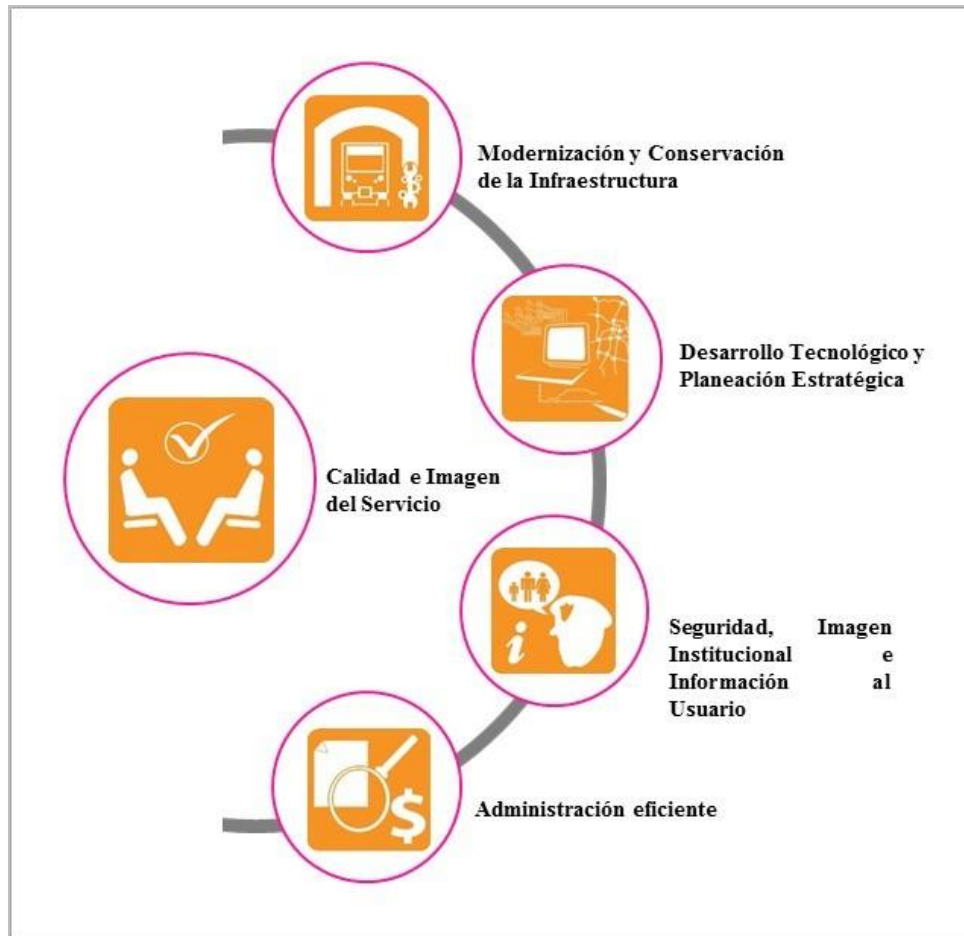 Modernización y Conservación
de la Infraestructura
Desarrollo Tecnológico y
Planeación Estratégica
Calidad e Imagen
del Servicio
Seguridad, Imagen
Institucional e
Información al
Usuario
Administración eficiente